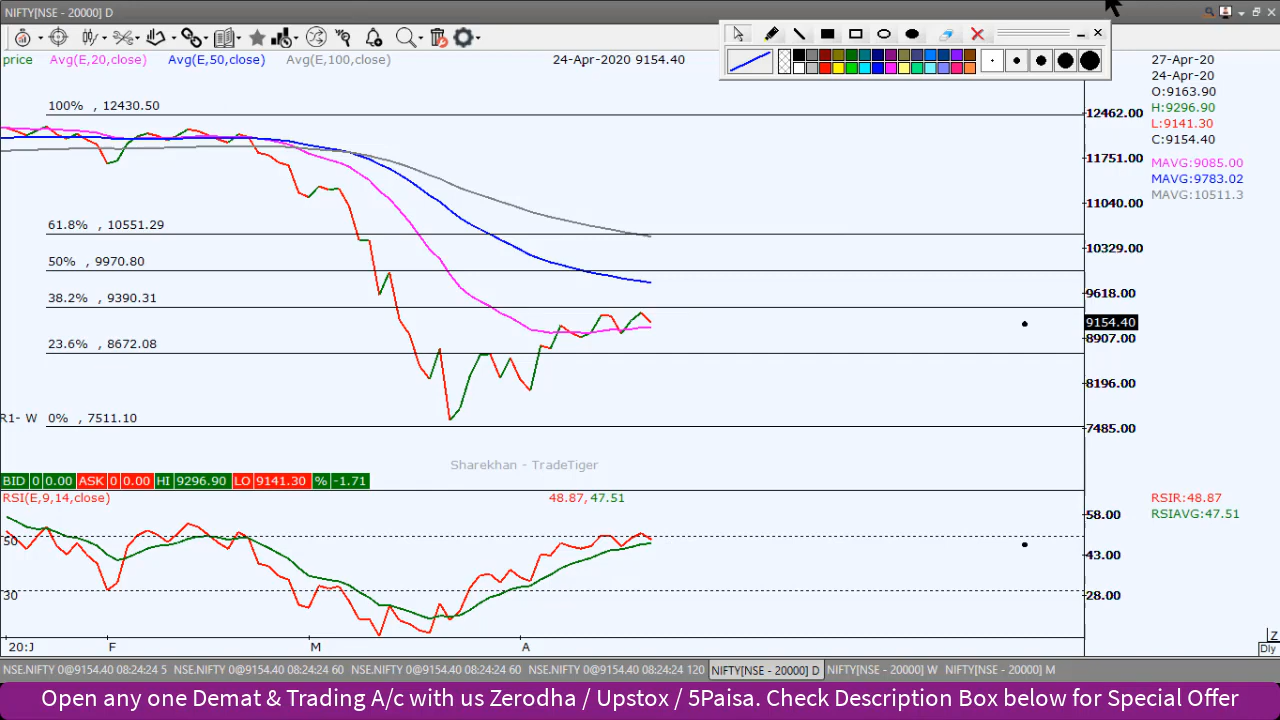 NIFTY[NSE - 20000] D
price Avg(E,20,close) Avg(E,50,close) Avg(E,100,close) 24-Apr-2020 9154.40
27-Apr-20
24-Apr-20
O:9163.90
H:9296.90
L:9141.30
C:9154.40
MAVG:9085.00
MAVG:9783.02
MAVG:10511.3
100% , 12430.50
61.8% , 10551.29
50% , 9970.80
38.2% , 9390.31
23.6% , 8672.08
R1- W 0% , 7511.10
12462.00
11751.00
11040.00
10329.00
9618.00
9154.40
8907.00
8196.00
7485.00
Sharekhan - TradeTiger
BID 0 0.00 ASK 0 0.00 HI 9296.90 LO 9141.30 % -1.71
RSI(E,9,14,close) 48.87, 47.51
RSIR:48.87
RSIAVG:47.51
58.00
50
43.00
30
28.00
20:J F M A
Z
Dly
NSE.NIFTY 0@9154.40 08:24:24 5 NSE.NIFTY 0@9154.40 08:24:24 60 NSE.NIFTY 0@9154.40 08:24:24 60 NSE.NIFTY 0@9154.40 08:24:24 120 NIFTY[NSE - 20000] D NIFTY[NSE - 20000] W NIFTY[NSE - 20000] M
Open any one Demat & Trading A/c with us Zerodha / Upstox / 5Paisa. Check Description Box below for Special Offer